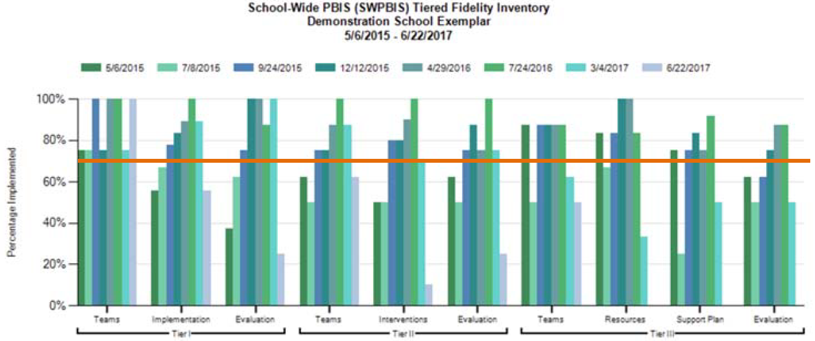 School-Wide PBIS (SWPBIS) Tiered Fidelity Inventory
Demonstration School Exemplar
5/6/2015 - 6/22/2017
5/6/2015 7/8/2015 9/24/2015 12/12/2015 4/29/2016 7/24/2016 3/4/2017 6/22/2017
Percentage Implemented
100%
80%
60%
40%
20%
0%
Teams Implementation Evaluation Teams Interventions Evaluation Teams Resources Support Plan Evaluation
Tier I Tier II Tier III